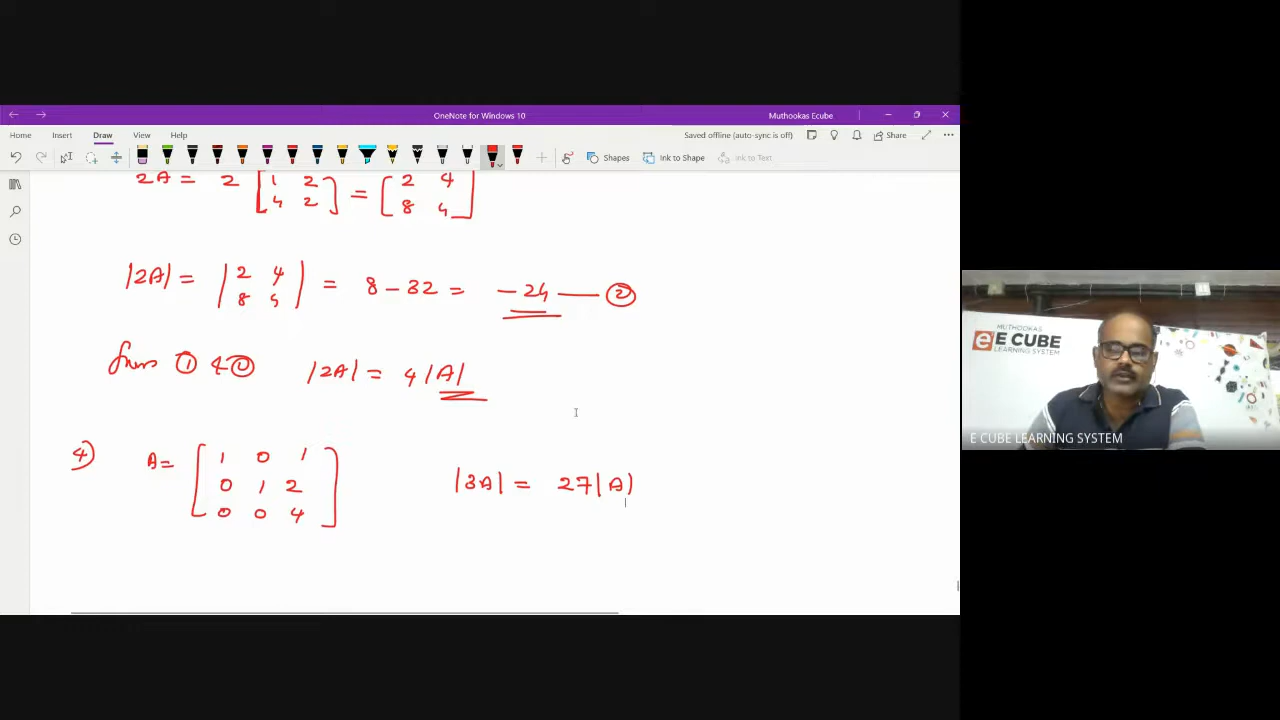 OneNote for Windows 10
Muthookas Ecube
Home Insert Draw View Help
Saved offline (auto-sync is off)
Share
Shapes
Ink to Shape
Ink to Text
2A = 2 [1 2 4 2] = [2 4 8 4]
|2A| = |2 4
8 4| = 8 - 32 = -24 — ②
from ① & ② |2A| = 4|A|
4) A = [1 0 1
0 1 2 |3A| = 27|A|
0 0 4]
MUTHOOKAS
E CUBE
LEARNING SYSTEM
E CUBE LEARNING SYSTEM